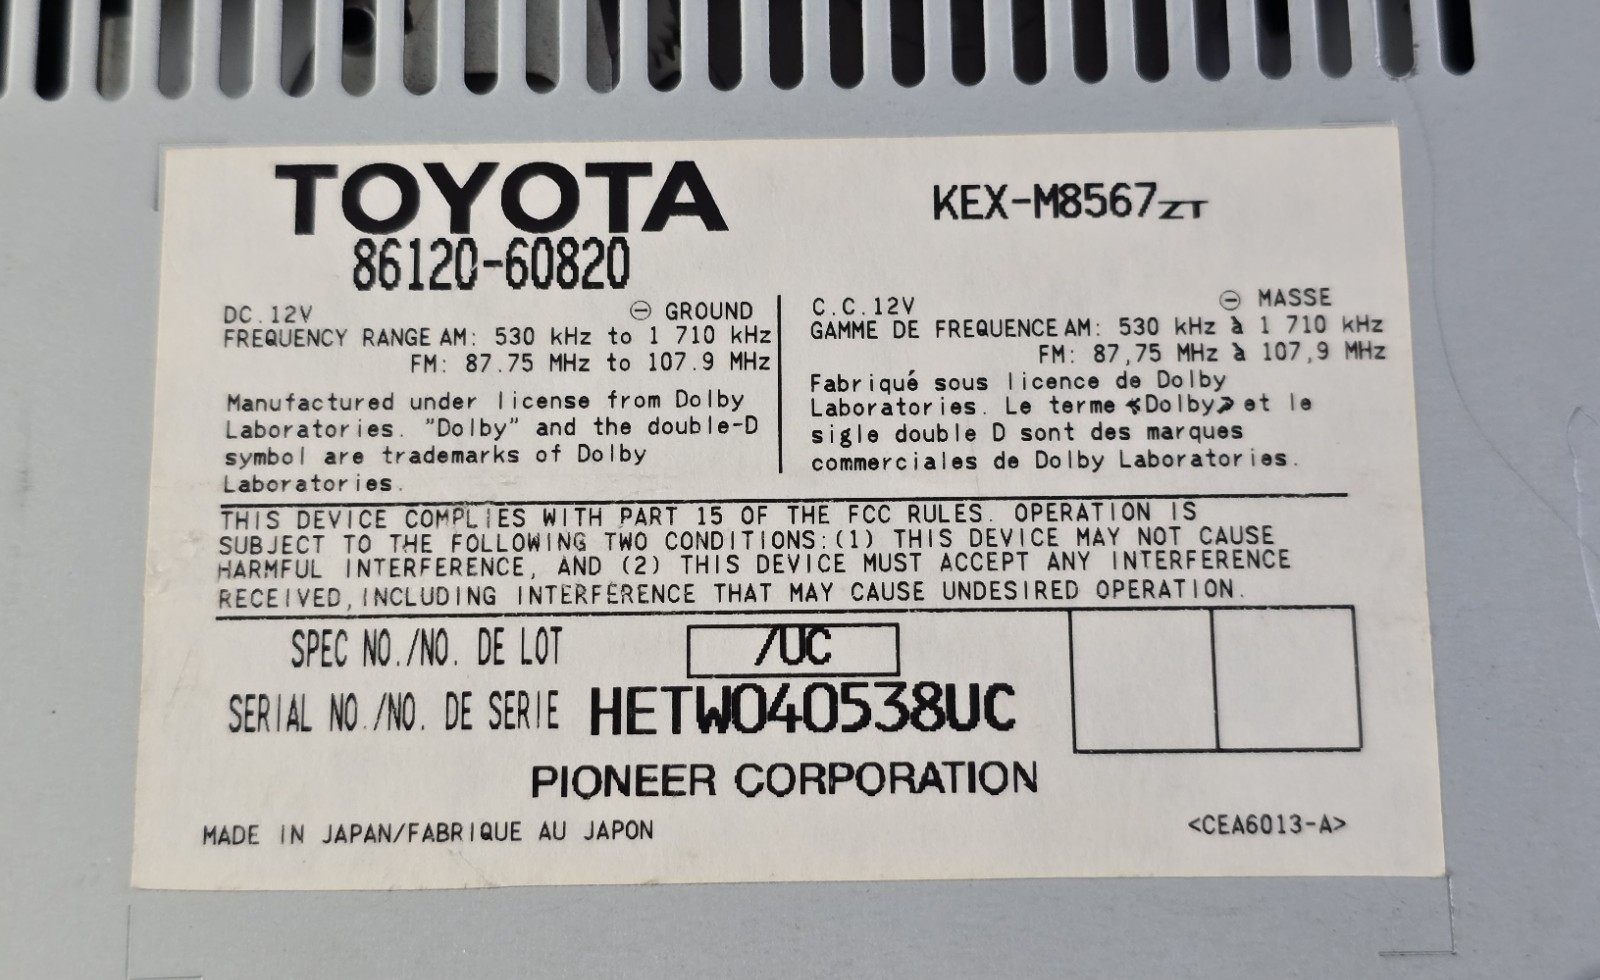 TOYOTA
86120-60820
KEX-M8567ZT
DC.12V ⊖ GROUND
FREQUENCY RANGE AM: 530 kHz to 1 710 kHz
FM: 87.75 MHz to 107.9 MHz
Manufactured under license from Dolby
Laboratories. "Dolby" and the double-D
symbol are trademarks of Dolby
Laboratories.
C.C.12V ⊖ MASSE
GAMME DE FREQUENCE AM: 530 kHz à 1 710 kHz
FM: 87,75 MHz à 107,9 MHz
Fabriqué sous licence de Dolby
Laboratories. Le terme «Dolby» et le
sigle double D sont des marques
commerciales de Dolby Laboratories.
THIS DEVICE COMPLIES WITH PART 15 OF THE FCC RULES. OPERATION IS
SUBJECT TO THE FOLLOWING TWO CONDITIONS:(1) THIS DEVICE MAY NOT CAUSE
HARMFUL INTERFERENCE, AND (2) THIS DEVICE MUST ACCEPT ANY INTERFERENCE
RECEIVED, INCLUDING INTERFERENCE THAT MAY CAUSE UNDESIRED OPERATION.
SPEC NO./NO. DE LOT /UC
SERIAL NO./NO. DE SERIE HETW040538UC
PIONEER CORPORATION
MADE IN JAPAN/FABRIQUE AU JAPON
<CEA6013-A>